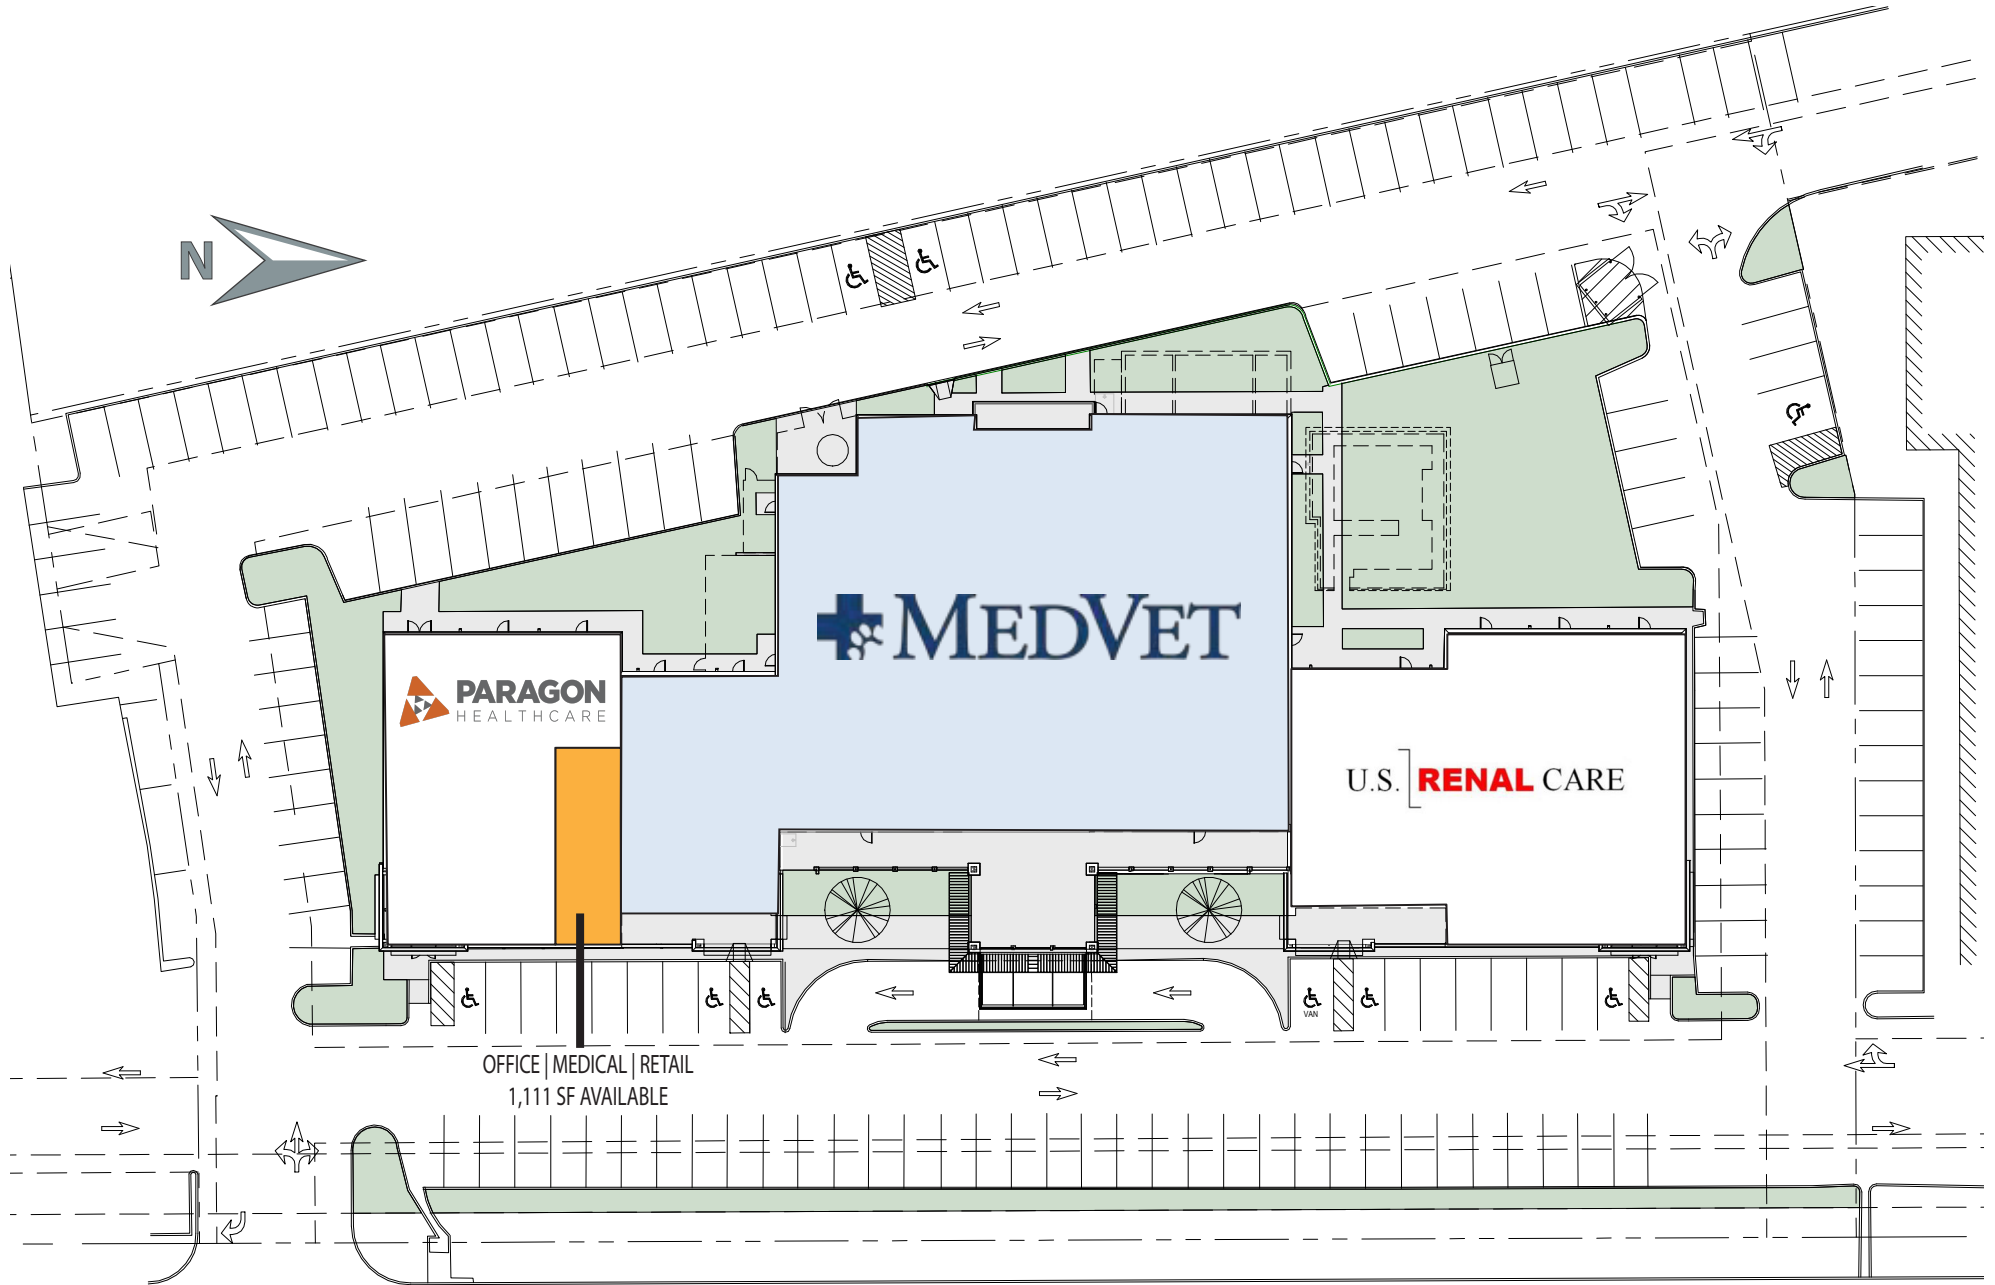 N
MEDVET
PARAGON
HEALTHCARE
U.S. RENAL CARE
VAN
OFFICE | MEDICAL | RETAIL
1,111 SF AVAILABLE